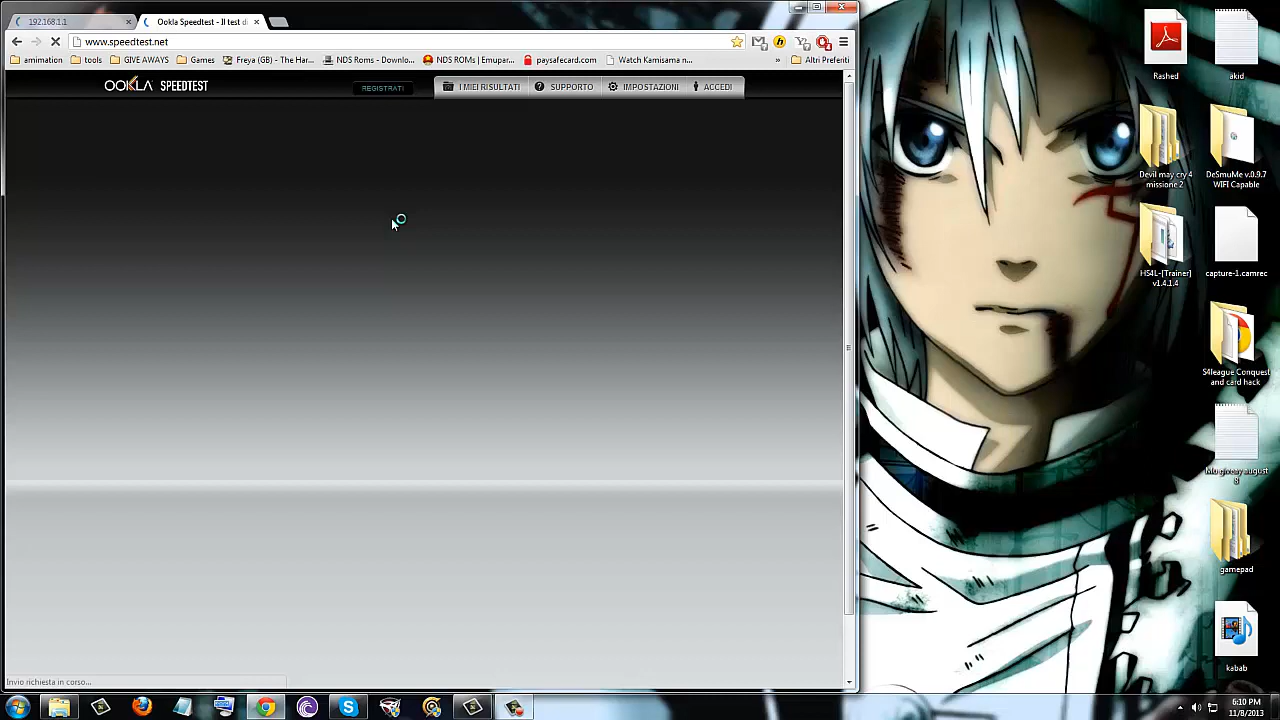 192.168.1.1
Ookla Speedtest - Il test di
www.speedtest.net
animation
tools
GIVE AWAYS
Games
Freya (GB) - The Rar...
NDS Roms - Downlo...
NDS ROMS | Emupar...
paysafecard.com
Watch Kamisama n...
»
Altri Preferiti
OOKLA SPEEDTEST
REGISTRATI
I MIEI RISULTATI
SUPPORTO
IMPOSTAZIONI
ACCEDI
Invio richiesta in corso...
Rashed
akid
Devil may cry 4
missione 2
DeSmuMe v.0.9.7
WIFI Capable
HS4L-[Trainer]
v1.4.1.4
capture-1.camrec
S4league Conquest
and card hack
august
8
gamepad
kabab
6:10 PM
11/8/2013